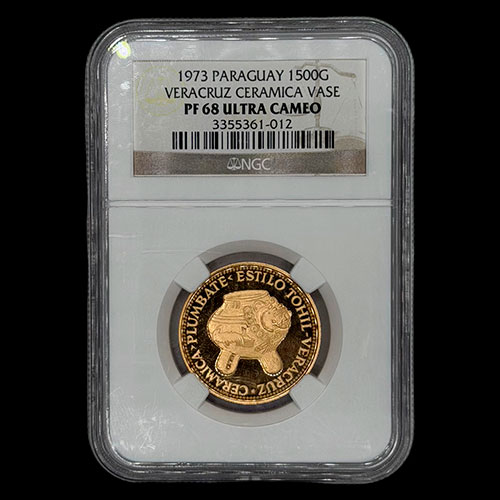 1973 PARAGUAY 1500G
VERACRUZ CERAMICA VASE
PF 68 ULTRA CAMEO
3355361-012
NGC
CERAMICA>PLUMBATE<ESTILO TOHIL-VERACRUZ•